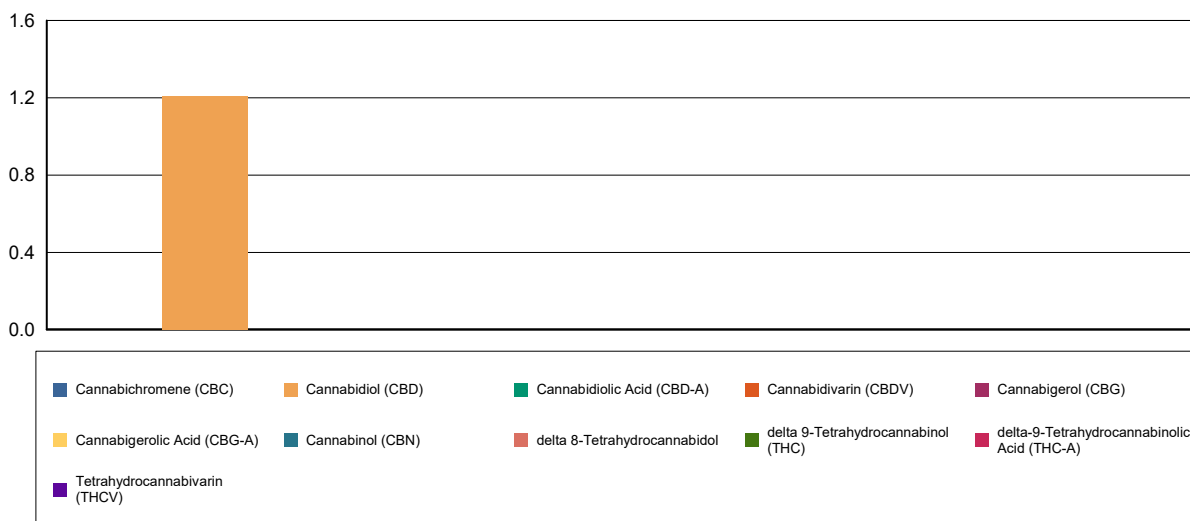 1.6
1.2
0.8
0.4
0.0
Cannabichromene (CBC)
Cannabidiol (CBD)
Cannabidiolic Acid (CBD-A)
Cannabidivarin (CBDV)
Cannabigerol (CBG)
Cannabigerolic Acid (CBG-A)
Cannabinol (CBN)
delta 8-Tetrahydrocannabidol
delta 9-Tetrahydrocannabinol
(THC)
delta-9-Tetrahydrocannabinolic
Acid (THC-A)
Tetrahydrocannabivarin
(THCV)